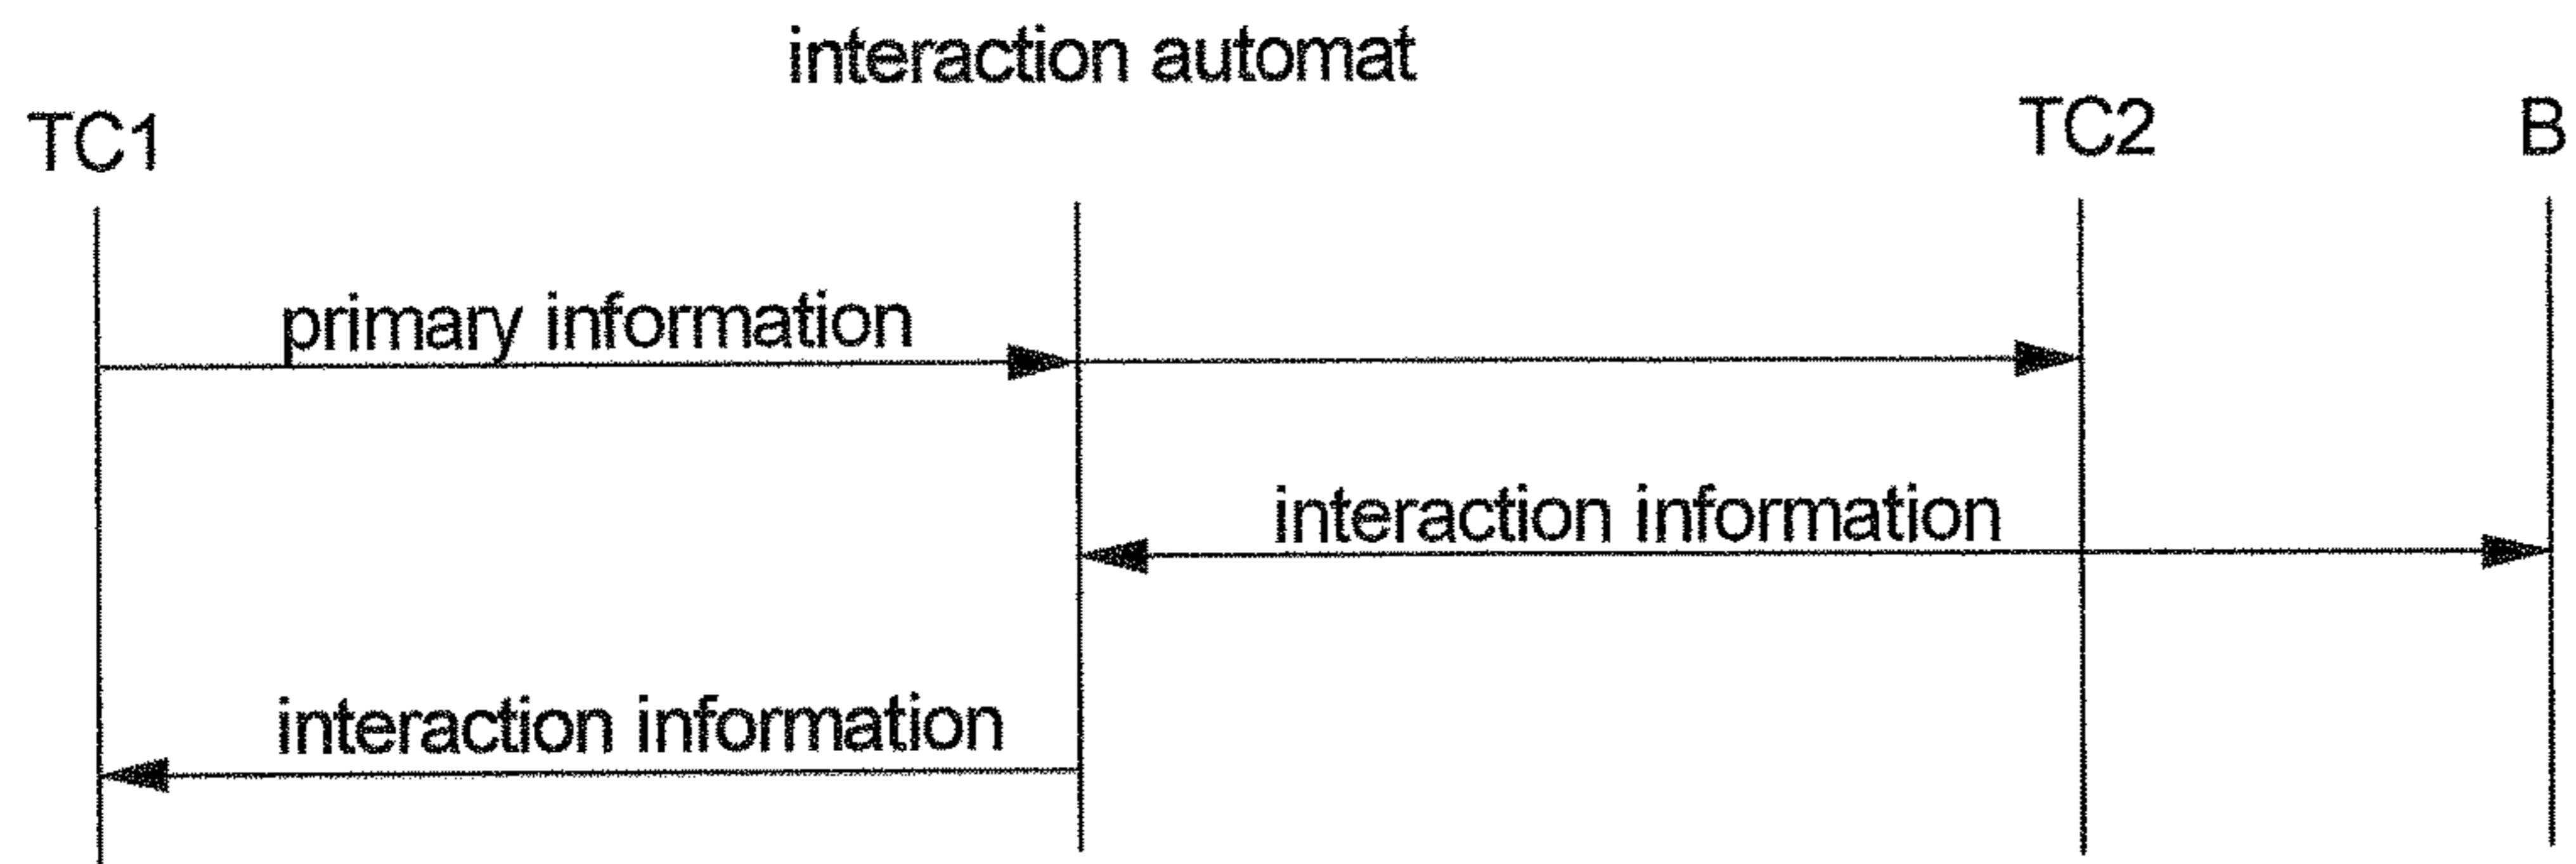 interaction automat
TC1
TC2
B
primary information
interaction information
interaction information